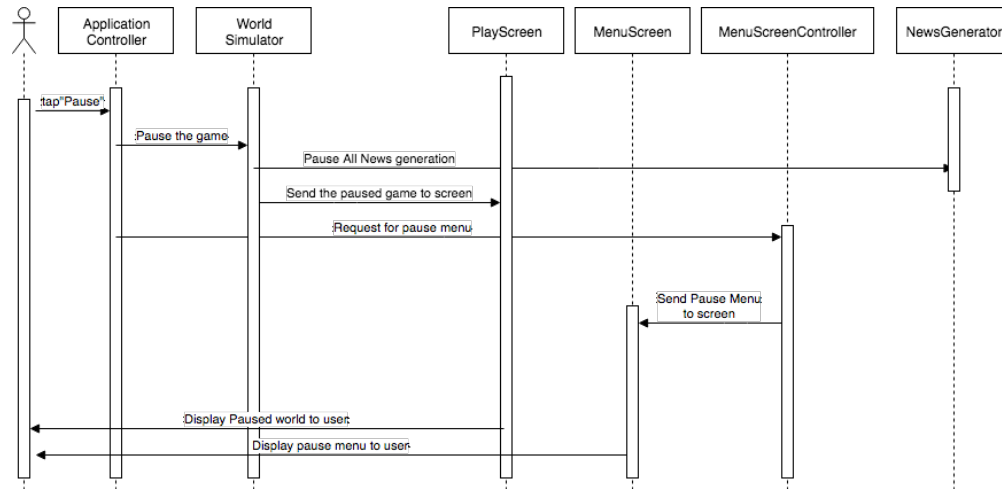 Application
Controller
World
Simulator
PlayScreen
MenuScreen
MenuScreenController
NewsGenerator
tap"Pause"
Pause the game
Pause All News generation
Send the paused game to screen
Request for pause menu
Send Pause Menu
to screen
Display Paused world to user
Display pause menu to user